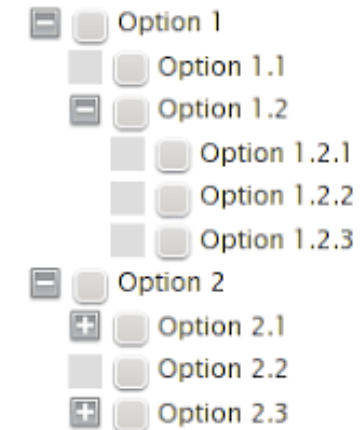 Option 1
Option 1.1
Option 1.2
Option 1.2.1
Option 1.2.2
Option 1.2.3
Option 2
Option 2.1
Option 2.2
Option 2.3